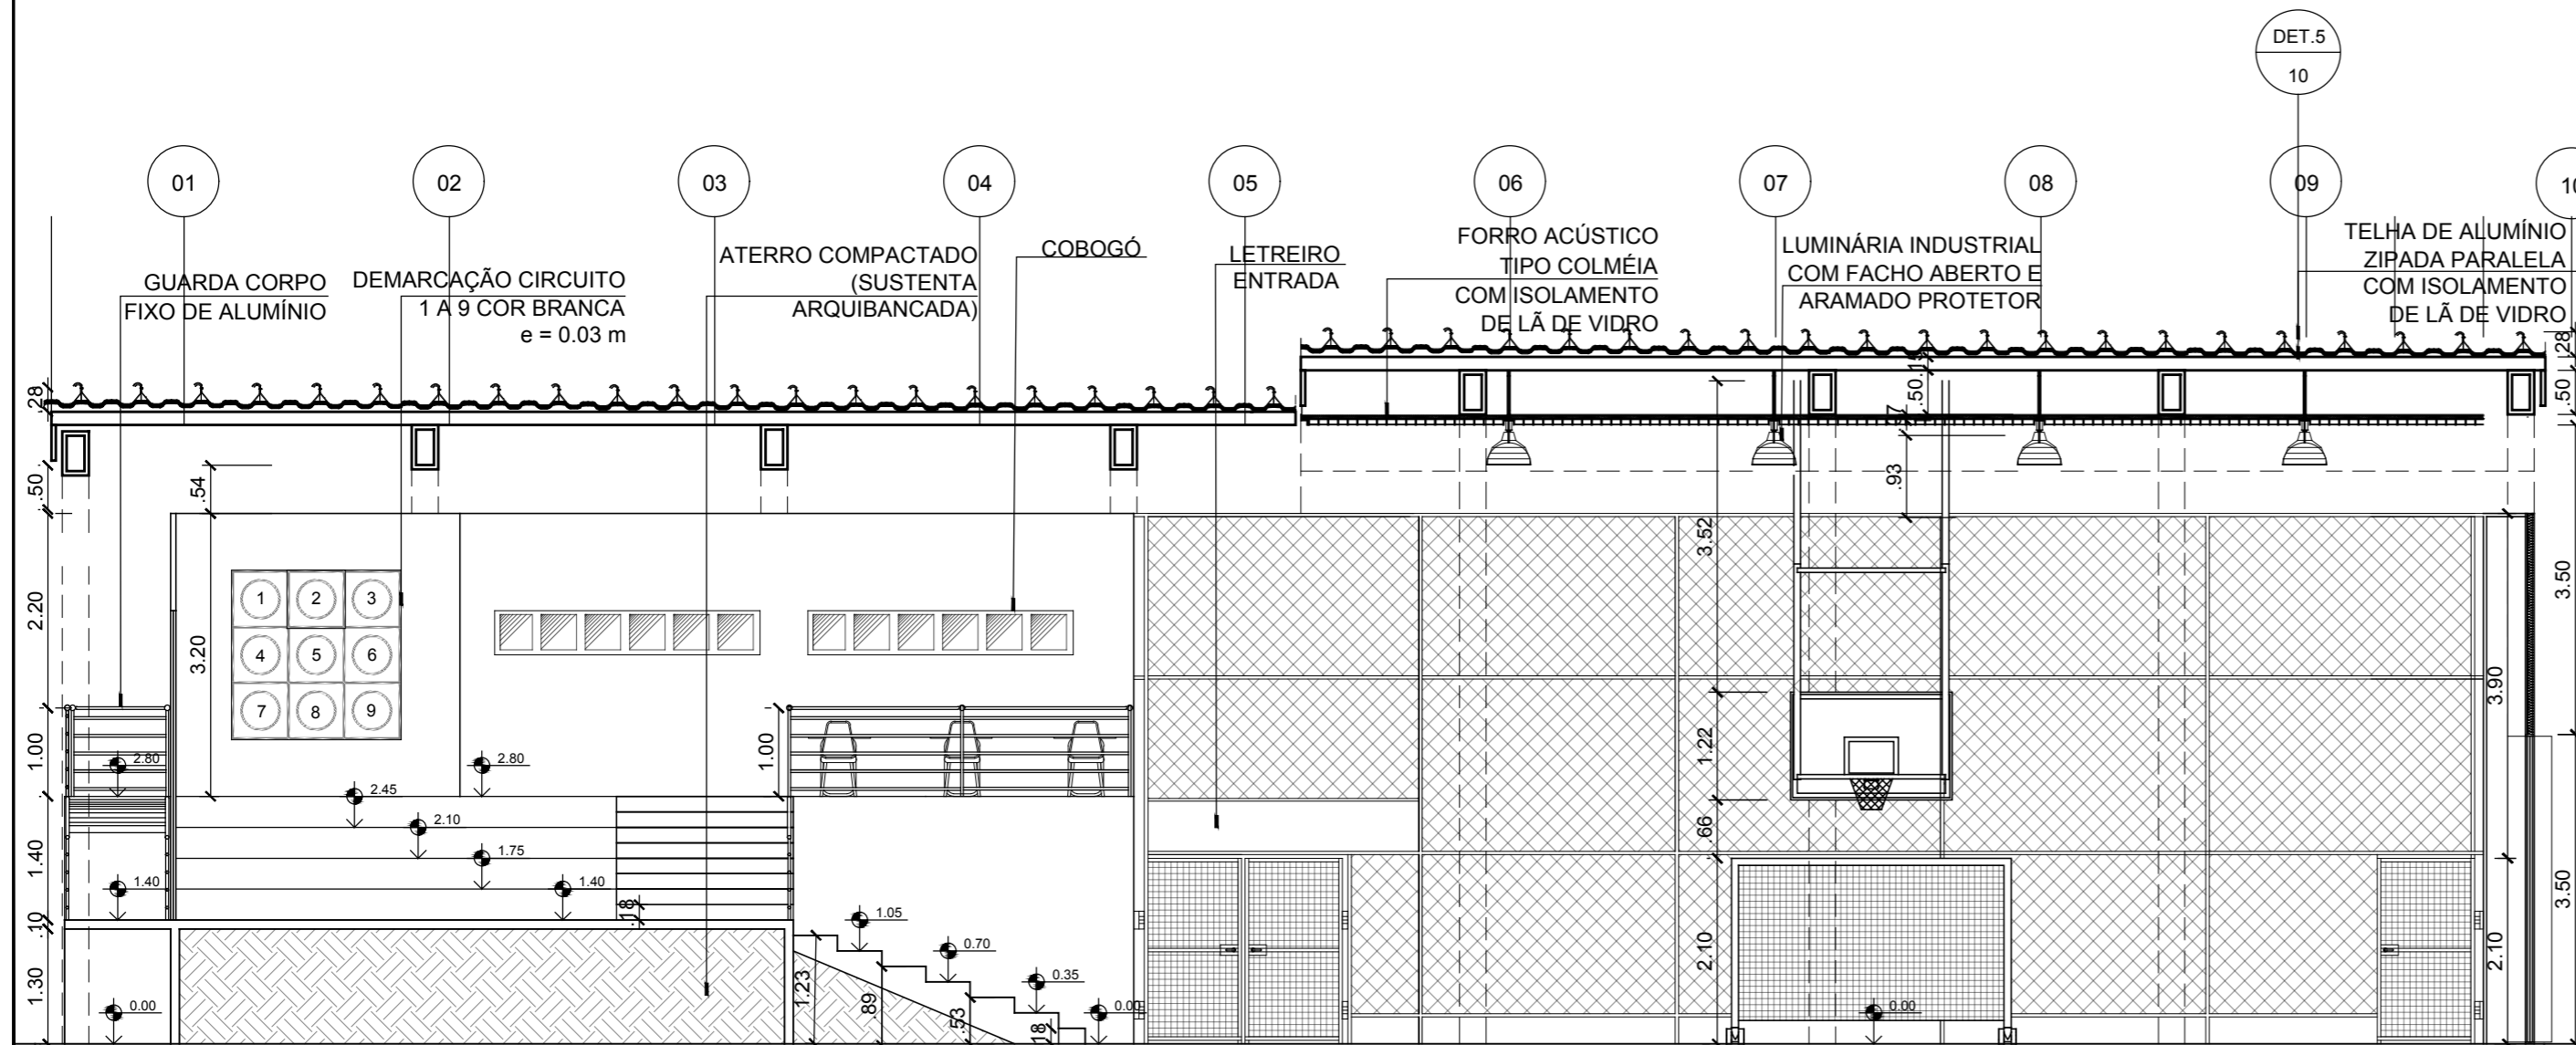 DET.5
10
01
02
03
04
05
06
07
08
09
10
GUARDA CORPO
FIXO DE ALUMÍNIO
DEMARCAÇÃO CIRCUITO
1 A 9 COR BRANCA
e = 0.03 m
ATERRO COMPACTADO
(SUSTENTA
ARQUIBANCADA)
COBOGÓ
LETREIRO
ENTRADA
FORRO ACÚSTICO
TIPO COLMÉIA
COM ISOLAMENTO
DE LÃ DE VIDRO
LUMINÁRIA INDUSTRIAL
COM FACHO ABERTO E
ARAMADO PROTETOR
TELHA DE ALUMÍNIO
ZIPADA PARALELA
COM ISOLAMENTO
DE LÃ DE VIDRO
.28
.50
2.20
1.00
1.40
.10
1.30
.54
3.20
1 2 3
4 5 6
7 8 9
2.80
2.45
2.10
1.75
1.40
1.40
2.80
0.00
.18
1.00
1.05
0.70
0.35
0.00
1.23
.89
.53
.18
.15
.50
.93
3.52
1.22
.66
2.10
0.00
3.90
2.10
.28
.50
3.50
3.50